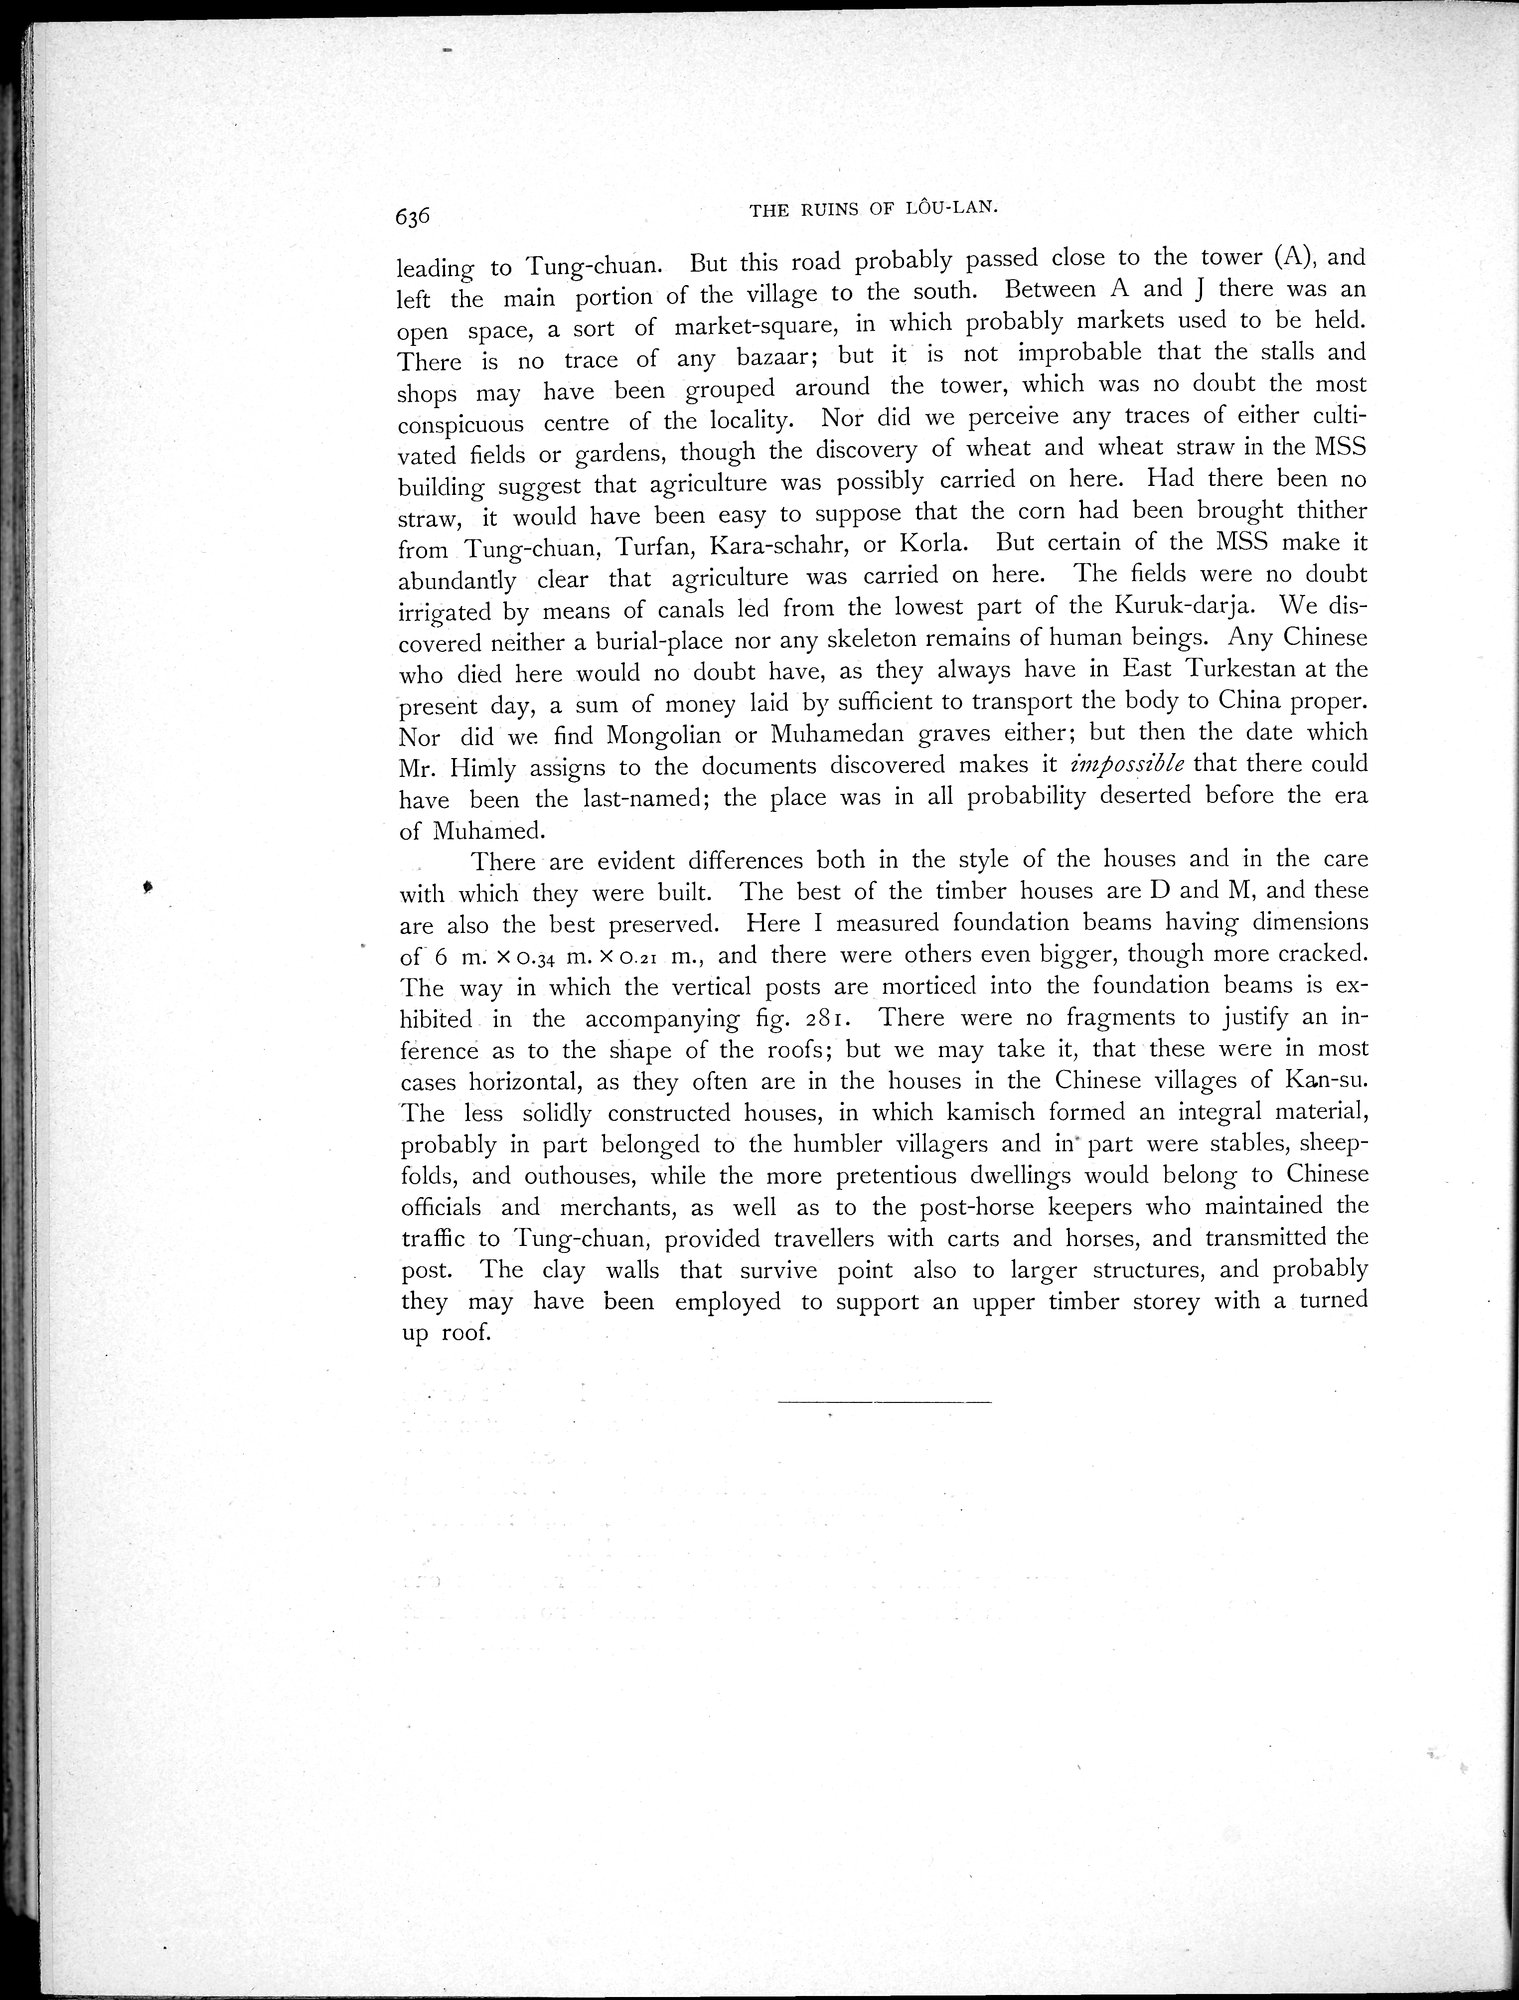 636
THE RUINS OF LÔU-LAN.
leading to Tung-chuan. But this road probably passed close to the tower (A), and
left the main portion of the village to the south. Between A and J there was an
open space, a sort of market-square, in which probably markets used to be held.
There is no trace of any bazaar; but it is not improbable that the stalls and
shops may have been grouped around the tower, which was no doubt the most
conspicuous centre of the locality. Nor did we perceive any traces of either culti-
vated fields or gardens, though the discovery of wheat and wheat straw in the MSS
building suggest that agriculture was possibly carried on here. Had there been no
straw, it would have been easy to suppose that the corn had been brought thither
from Tung-chuan, Turfan, Kara-schahr, or Korla. But certain of the MSS make it
abundantly clear that agriculture was carried on here. The fields were no doubt
irrigated by means of canals led from the lowest part of the Kuruk-darja. We dis-
covered neither a burial-place nor any skeleton remains of human beings. Any Chinese
who died here would no doubt have, as they always have in East Turkestan at the
present day, a sum of money laid by sufficient to transport the body to China proper.
Nor did we find Mongolian or Muhamedan graves either; but then the date which
Mr. Himly assigns to the documents discovered makes it impossible that there could
have been the last-named; the place was in all probability deserted before the era
of Muhamed.
There are evident differences both in the style of the houses and in the care
with which they were built. The best of the timber houses are D and M, and these
are also the best preserved. Here I measured foundation beams having dimensions
of 6 m. × 0.34 m. × 0.21 m., and there were others even bigger, though more cracked.
The way in which the vertical posts are morticed into the foundation beams is ex-
hibited in the accompanying fig. 281. There were no fragments to justify an in-
ference as to the shape of the roofs; but we may take it, that these were in most
cases horizontal, as they often are in the houses in the Chinese villages of Kan-su.
The less solidly constructed houses, in which kamisch formed an integral material,
probably in part belonged to the humbler villagers and in part were stables, sheep-
folds, and outhouses, while the more pretentious dwellings would belong to Chinese
officials and merchants, as well as to the post-horse keepers who maintained the
traffic to Tung-chuan, provided travellers with carts and horses, and transmitted the
post. The clay walls that survive point also to larger structures, and probably
they may have been employed to support an upper timber storey with a turned
up roof.